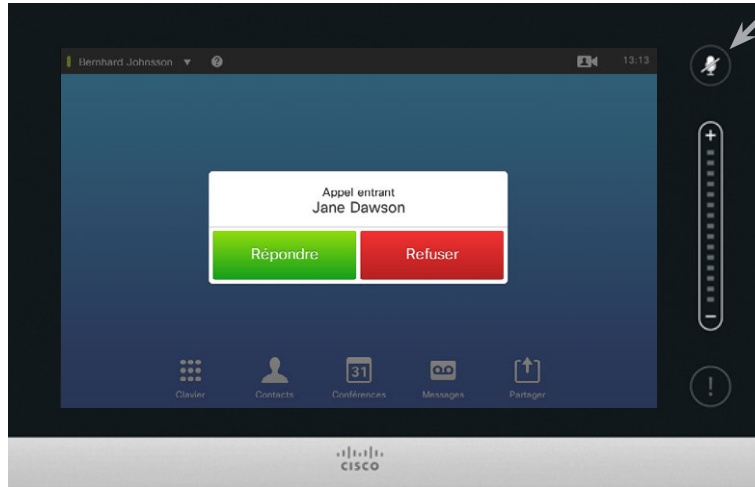 Bernhard Johnsson
?
13:13
+
Appel entrant
Jane Dawson
Répondre
Refuser
−
31
Clavier
Contacts
Conférences
Messages
Partager
!
CISCO